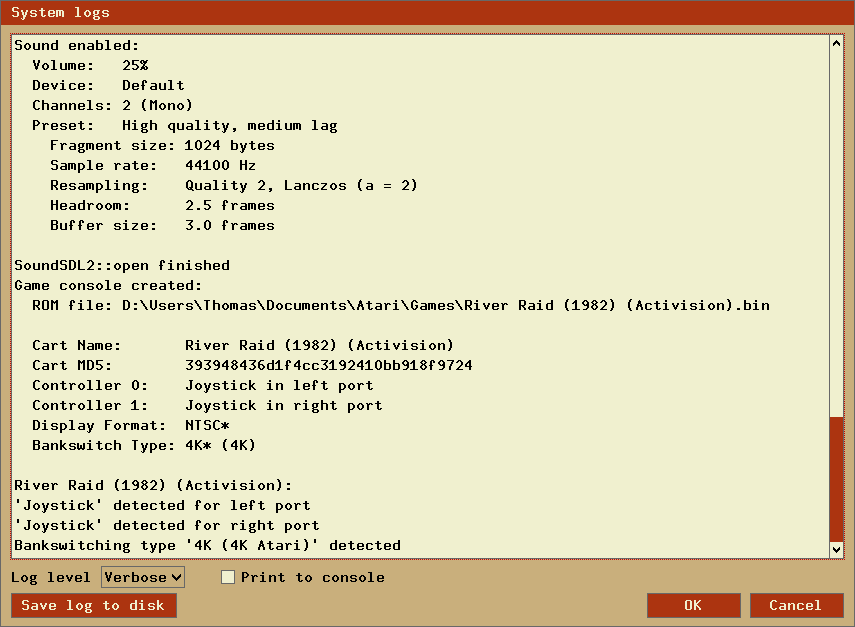 System logs
Sound enabled:
Volume: 25%
Device: Default
Channels: 2 (Mono)
Preset: High quality, medium lag
Fragment size: 1024 bytes
Sample rate: 44100 Hz
Resampling: Quality 2, Lanczos (a = 2)
Headroom: 2.5 frames
Buffer size: 3.0 frames
SoundSDL2::open finished
Game console created:
ROM file: D:\Users\Thomas\Documents\Atari\Games\River Raid (1982) (Activision).bin
Cart Name: River Raid (1982) (Activision)
Cart MD5: 393948436d1f4cc3192410bb918f9724
Controller 0: Joystick in left port
Controller 1: Joystick in right port
Display Format: NTSC*
Bankswitch Type: 4K* (4K)
River Raid (1982) (Activision):
'Joystick' detected for left port
'Joystick' detected for right port
Bankswitching type '4K (4K Atari)' detected
Log level Verbose Print to console
Save log to disk OK Cancel